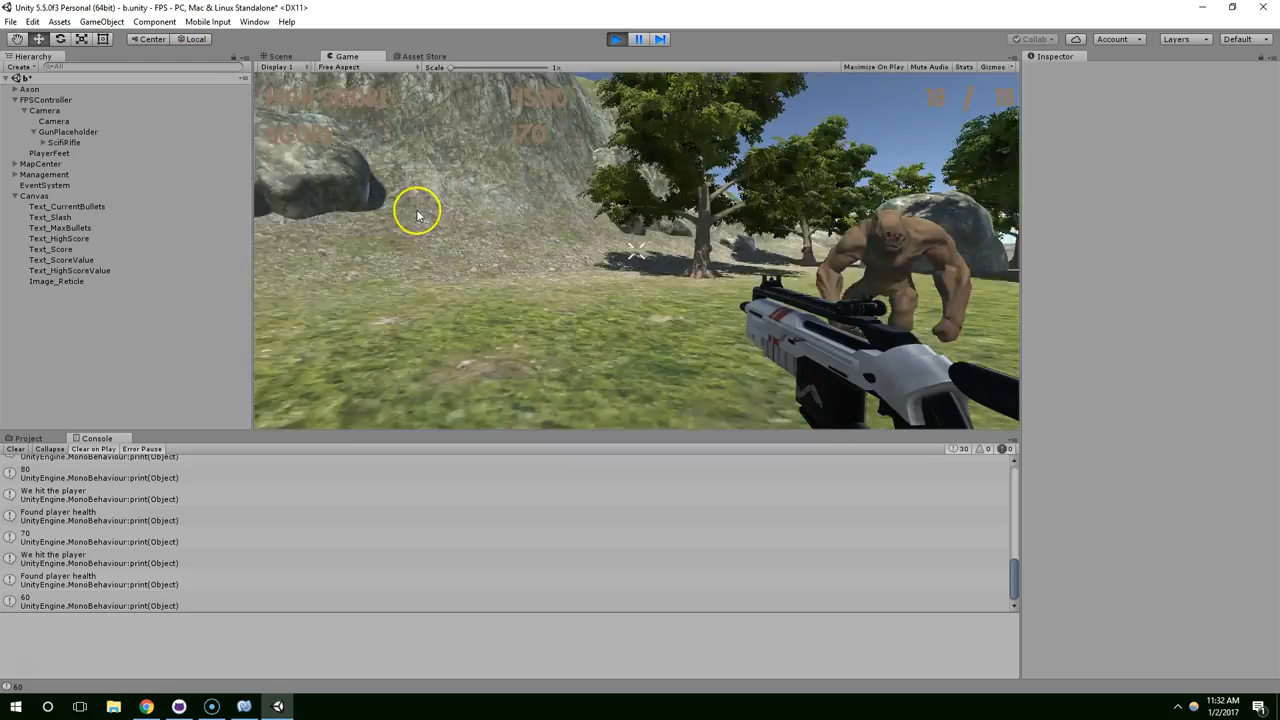 Unity 5.5.0f3 Personal (64bit) - b.unity - FPS - PC, Mac & Linux Standalone* <DX11>
File Edit Assets GameObject Component Mobile Input Window Help
Center Local Collab Account Layers Default
Hierarchy Scene Game Asset Store Inspector
Create All Display 1 Free Aspect Scale 1x Maximize On Play Mute Audio Stats Gizmos
b*
Axon
FPSController
Camera
Camera
GunPlaceholder
ScifiRifle
PlayerFeet
MapCenter
Management
EventSystem
Canvas
Text_CurrentBullets
Text_Slash
Text_MaxBullets
Text_HighScore
Text_Score
Text_ScoreValue
Text_HighScoreValue
Image_Reticle
70
Project Console
Clear Collapse Clear on Play Error Pause 30 0 0
UnityEngine.MonoBehaviour:print(Object)
80
UnityEngine.MonoBehaviour:print(Object)
We hit the player
UnityEngine.MonoBehaviour:print(Object)
Found player health
UnityEngine.MonoBehaviour:print(Object)
70
UnityEngine.MonoBehaviour:print(Object)
We hit the player
UnityEngine.MonoBehaviour:print(Object)
Found player health
UnityEngine.MonoBehaviour:print(Object)
60
UnityEngine.MonoBehaviour:print(Object)
60
11:32 AM
1/2/2017